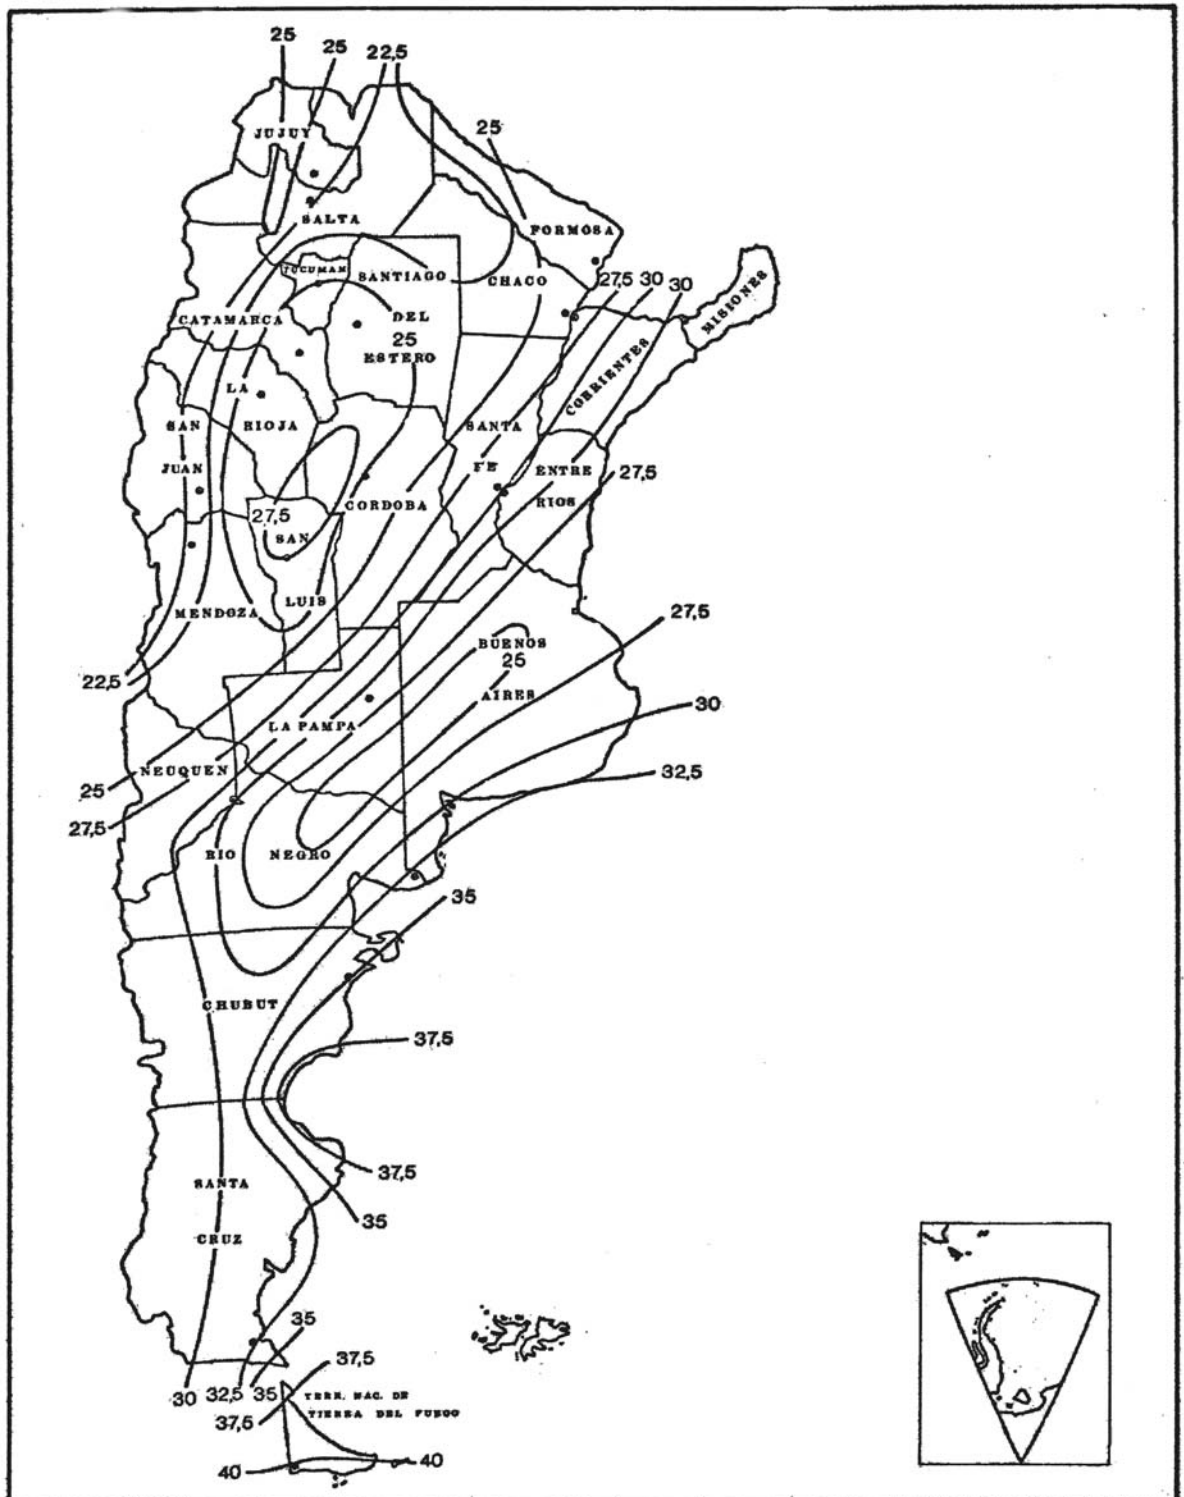 25
25
22,5
25
JUJUY
SALTA
FORMOSA
TUCUMAN
SANTIAGO
CHACO
27,5
30
30
MISIONES
CATAMARCA
DEL
25
ESTERO
CORRIENTES
LA
RIOJA
SAN
JUAN
SANTA
FE
ENTRE
RIOS
27,5
27,5
SAN
CORDOBA
LUIS
MENDOZA
27,5
BUENOS
25
AIRES
22,5
30
LA PAMPA
NEUQUEN
32,5
25
27,5
RIO
NEGRO
35
CHUBUT
37,5
37,5
SANTA
35
CRUZ
35
37,5
30
32,5
35
TERR. NAC. DE
37,5
TIERRA DEL FUEGO
40
40